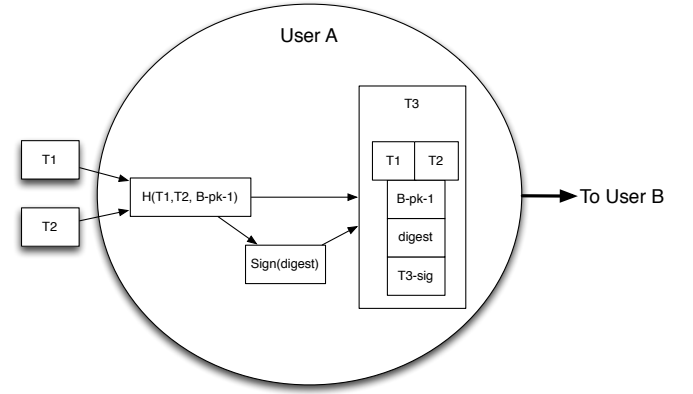 User A
T3
T1
T1 T2
H(T1,T2, B-pk-1)
B-pk-1
To User B
T2
digest
Sign(digest)
T3-sig